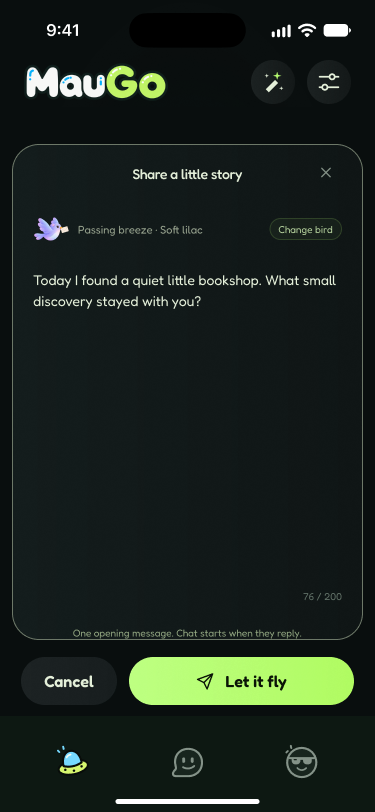 9:41
MauGo
Share a little story
Passing breeze · Soft lilac
Change bird
Today I found a quiet little bookshop. What small
discovery stayed with you?
76 / 200
One opening message. Chat starts when they reply.
Cancel
Let it fly